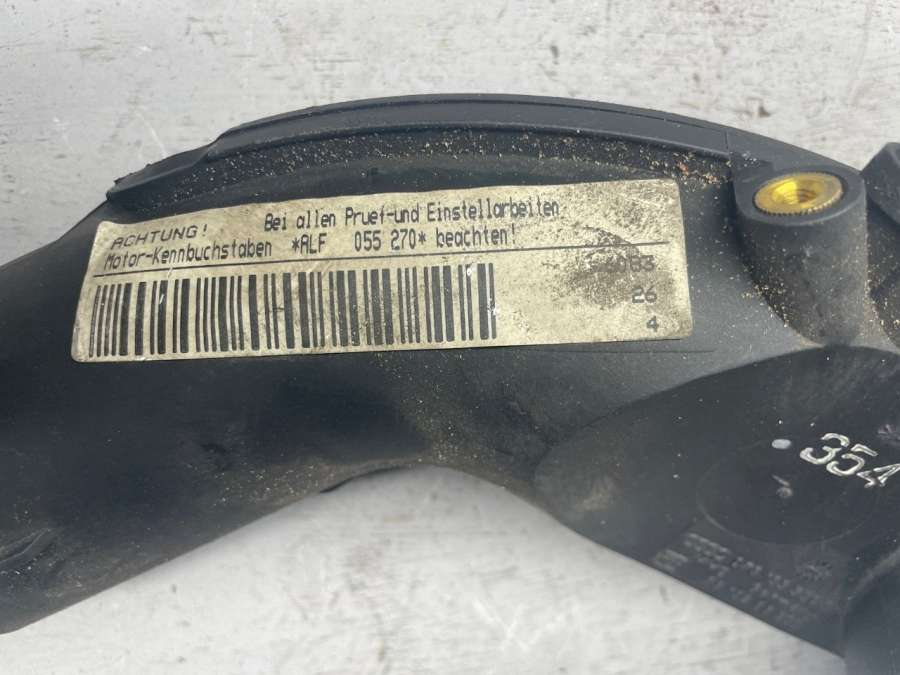 ACHTUNG! Bei allen Pruef-und Einstellarbeiten
Motor-Kennbuchstaben *ALF 055 270* beachten!
26
4
354